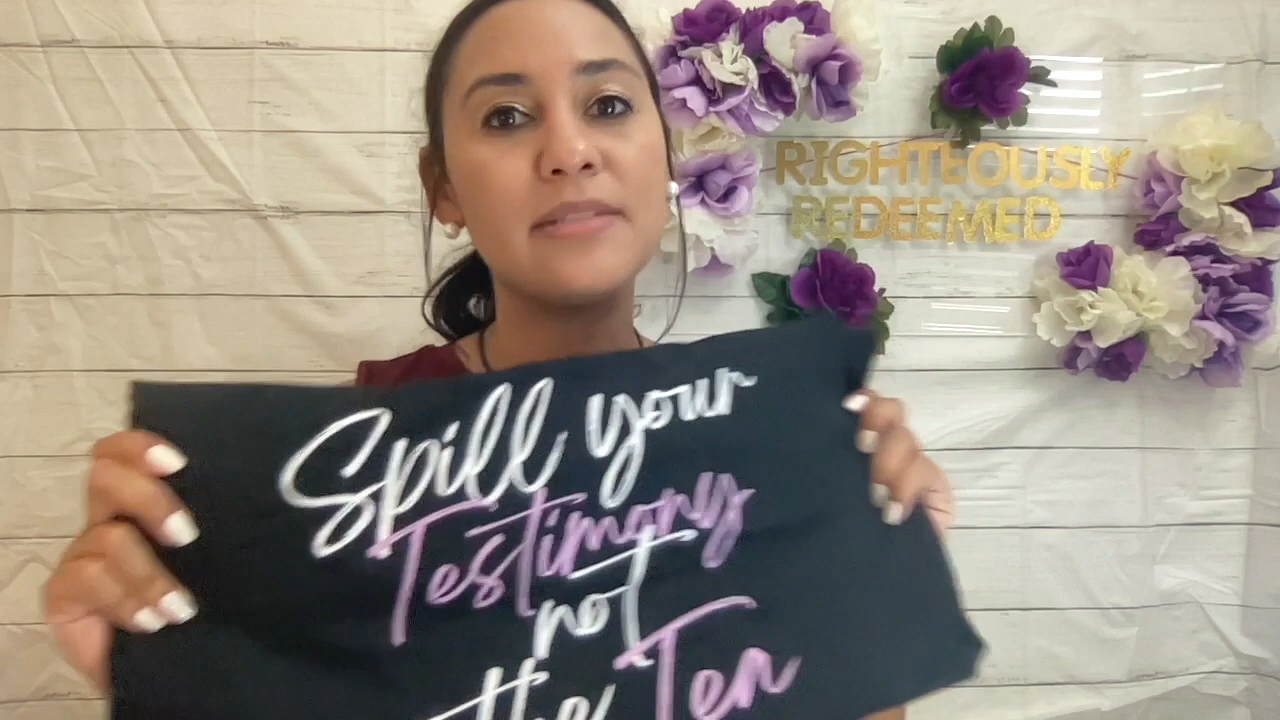 RIGHTEOUSLY
REDEEMED
Spill your
Testimony
not
the Ten